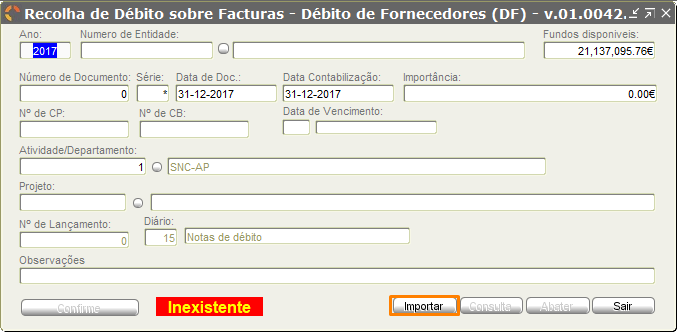 Recolha de Débito sobre Facturas - Débito de Fornecedores (DF) - v.01.0042.
Ano: Numero de Entidade: Fundos disponiveis:
2017 21,137,095.76€
Número de Documento: Série: Data de Doc.: Data Contabilização: Importância:
0 * 31-12-2017 31-12-2017 0.00€
Nº de CP: Nº de CB: Data de Vencimento:
Atividade/Departamento:
1 SNC-AP
Projeto:
Nº de Lançamento: Diário:
0 15 Notas de débito
Observações
Confirme Inexistente Importar Consulta Abater Sair